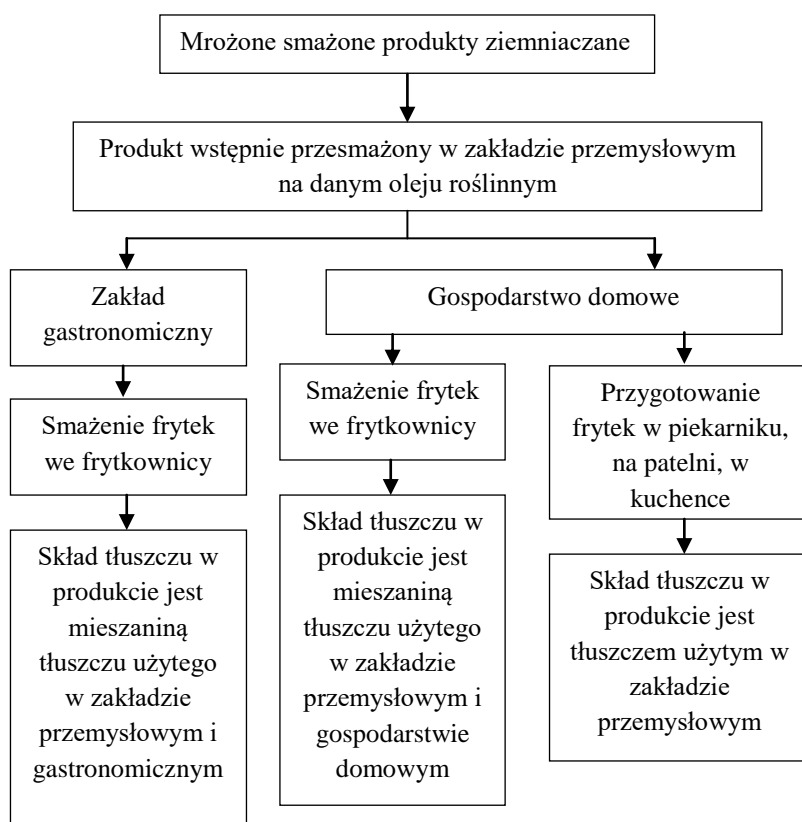 Mrożone smażone produkty ziemniaczane
Produkt wstępnie przesmażony w zakładzie przemysłowym
na danym oleju roślinnym
Zakład
gastronomiczny
Gospodarstwo domowe
Smażenie frytek
we frytkownicy
Smażenie frytek
we frytkownicy
Przygotowanie
frytek w piekarniku,
na patelni, w
kuchence
Skład tłuszczu w
produkcie jest
mieszaniną
tłuszczu użytego
w zakładzie
przemysłowym i
gastronomicznym
Skład tłuszczu w
produkcie jest
mieszaniną
tłuszczu użytego
w zakładzie
przemysłowym i
gospodarstwie
domowym
Skład tłuszczu w
produkcie jest
tłuszczem użytym w
zakładzie
przemysłowym